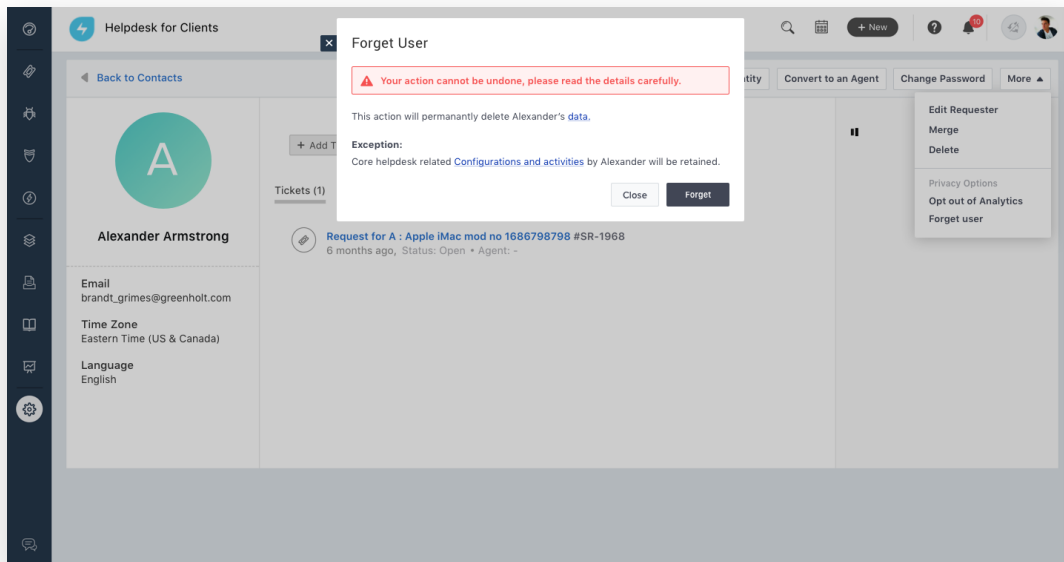 Helpdesk for Clients
+ New
10
Forget User
Your action cannot be undone, please read the details carefully.
This action will permanantly delete Alexander's data.
Exception:
Core helpdesk related Configurations and activities by Alexander will be retained.
Close
Forget
Back to Contacts
tity
Convert to an Agent
Change Password
More
Edit Requester
Merge
Delete
Privacy Options
Opt out of Analytics
Forget user
A
Alexander Armstrong
Email
brandt_grimes@greenholt.com
Time Zone
Eastern Time (US & Canada)
Language
English
+ Add T
Tickets (1)
Request for A : Apple iMac mod no 1686798798 #SR-1968
6 months ago, Status: Open • Agent: -